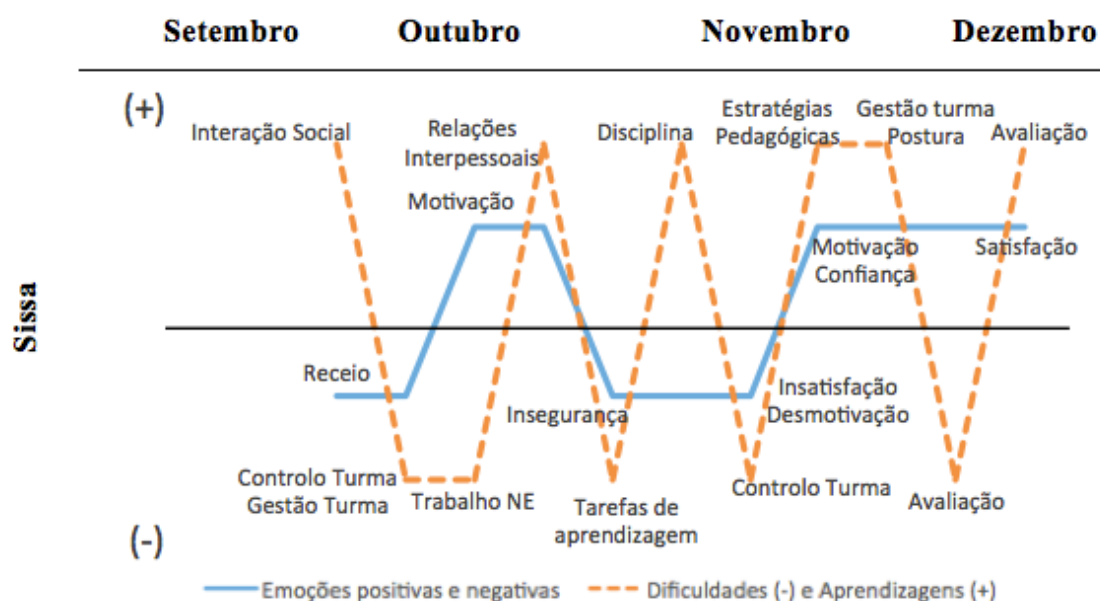 Setembro Outubro Novembro Dezembro
(+)
Interação Social
Relações
Interpessoais
Motivação
Disciplina
Estratégias
Pedagógicas
Gestão turma
Postura
Avaliação
Motivação
Confiança
Satisfação
Sissa
Receio
Insegurança
Insatisfação
Desmotivação
Controlo Turma
Gestão Turma
Trabalho NE
Tarefas de
aprendizagem
Controlo Turma
Avaliação
(-)
Emoções positivas e negativas
Dificuldades (-) e Aprendizagens (+)